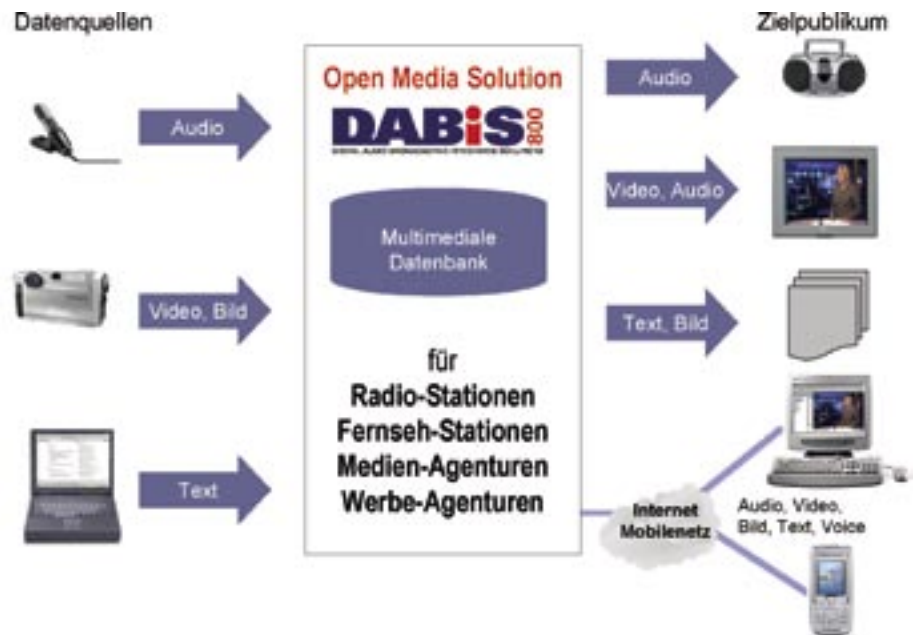 Datenquellen
Zielpublikum
Audio
Video, Bild
Text
Open Media Solution
DABiS 800
Multimediale
Datenbank
für
Radio-Stationen
Fernseh-Stationen
Medien-Agenturen
Werbe-Agenturen
Audio
Video, Audio
Text, Bild
Internet
Mobilenetz
Audio, Video,
Bild, Text, Voice